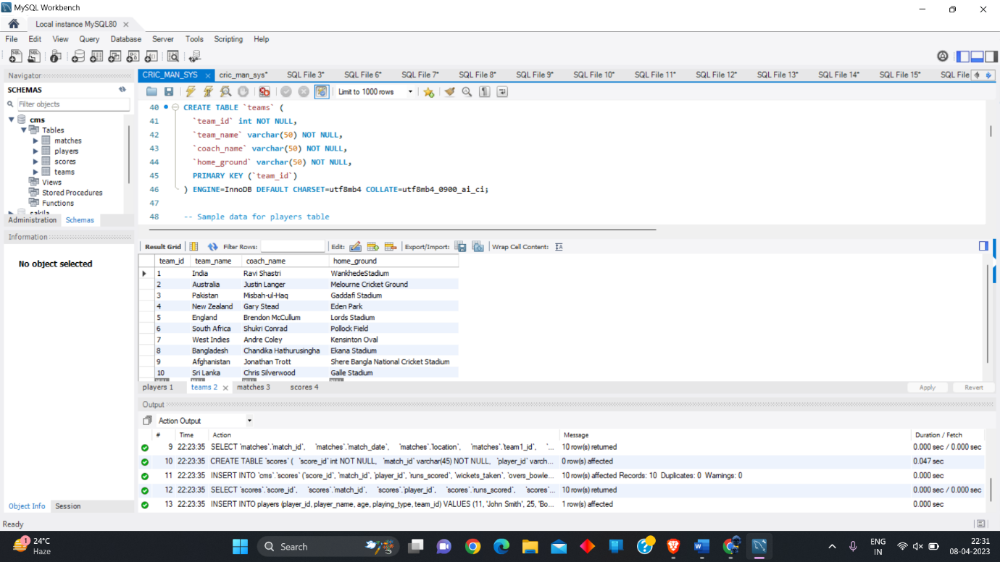 MySQL Workbench
Local instance MySQL80
File Edit View Query Database Server Tools Scripting Help
Navigator
SCHEMAS
Filter objects
cms
Tables
matches
players
scores
teams
Views
Stored Procedures
Functions
sakila
Administration Schemas
Information
No object selected
Object Info Session
CRIC_MAN_SYS cric_man_sys* SQL File 3* SQL File 6* SQL File 7* SQL File 8* SQL File 9* SQL File 10* SQL File 11* SQL File 12* SQL File 13* SQL File 14* SQL File 15* SQL File
Limit to 1000 rows
40 CREATE TABLE `teams` (
41 `team_id` int NOT NULL,
42 `team_name` varchar(50) NOT NULL,
43 `coach_name` varchar(50) NOT NULL,
44 `home_ground` varchar(50) NOT NULL,
45 PRIMARY KEY (`team_id`)
46 ) ENGINE=InnoDB DEFAULT CHARSET=utf8mb4 COLLATE=utf8mb4_0900_ai_ci;
47
48 -- Sample data for players table
Result Grid Filter Rows: Edit: Export/Import: Wrap Cell Content:
team_id team_name coach_name home_ground
1 India Ravi Shastri WankhedeStadium
2 Australia Justin Langer Melourne Cricket Ground
3 Pakistan Misbah-ul-Haq Gaddafi Stadium
4 New Zealand Gary Stead Eden Park
5 England Brendon McCullum Lords Stadium
6 South Africa Shukri Conrad Pollock Field
7 West Indies Andre Coley Kensinton Oval
8 Bangladesh Chandika Hathurusingha Ekana Stadium
9 Afghanistan Jonathan Trott Shere Bangla National Cricket Stadium
10 Sri Lanka Chris Silverwood Galle Stadium
players 1 teams 2 matches 3 scores 4 Apply Revert
Output
Action Output
# Time Action Message Duration / Fetch
9 22:23:35 SELECT `matches`.`match_id`, `matches`.`match_date`, `matches`.`location`, `matches`.`team1_id`, `... 10 row(s) returned 0.000 sec / 0.000 sec
10 22:23:35 CREATE TABLE `scores` ( `score_id` int NOT NULL, `match_id` varchar(45) NOT NULL, `player_id` varch... 0 row(s) affected 0.047 sec
11 22:23:35 INSERT INTO `cms`.`scores` (`score_id`, `match_id`, `player_id`, `runs_scored`, `wickets_taken`, `overs_bowle... 10 row(s) affected Records: 10 Duplicates: 0 Warnings: 0 0.000 sec
12 22:23:35 SELECT `scores`.`score_id`, `scores`.`match_id`, `scores`.`player_id`, `scores`.`runs_scored`, `scores`... 10 row(s) returned 0.000 sec / 0.000 sec
13 22:23:35 INSERT INTO players (player_id, player_name, age, playing_type, team_id) VALUES (11, 'John Smith', 25, 'Bo... 1 row(s) affected 0.000 sec
Ready
1 24°C
Haze
Search
ENG
IN
22:31
08-04-2023